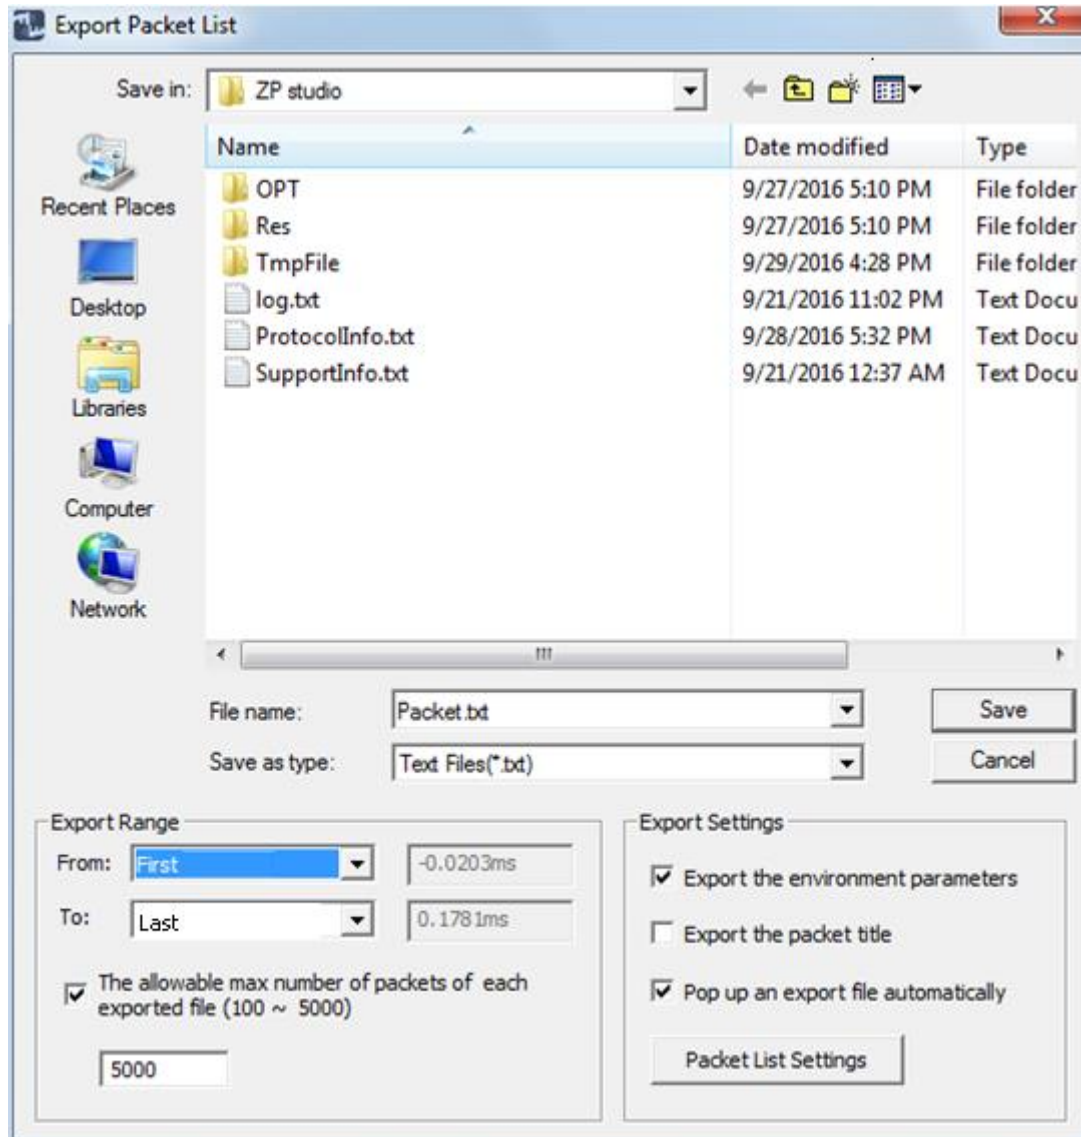 Export Packet List
Save in: ZP studio
Name Date modified Type
OPT 9/27/2016 5:10 PM File folder
Res 9/27/2016 5:10 PM File folder
TmpFile 9/29/2016 4:28 PM File folder
log.txt 9/21/2016 11:02 PM Text Docu
ProtocolInfo.txt 9/28/2016 5:32 PM Text Docu
SupportInfo.txt 9/21/2016 12:37 AM Text Docu
Recent Places
Desktop
Libraries
Computer
Network
File name: Packet.txt Save
Save as type: Text Files(*.txt) Cancel
Export Range
From: First -0.0203ms
To: Last 0.1781ms
The allowable max number of packets of each
exported file (100 ~ 5000)
5000
Export Settings
Export the environment parameters
Export the packet title
Pop up an export file automatically
Packet List Settings